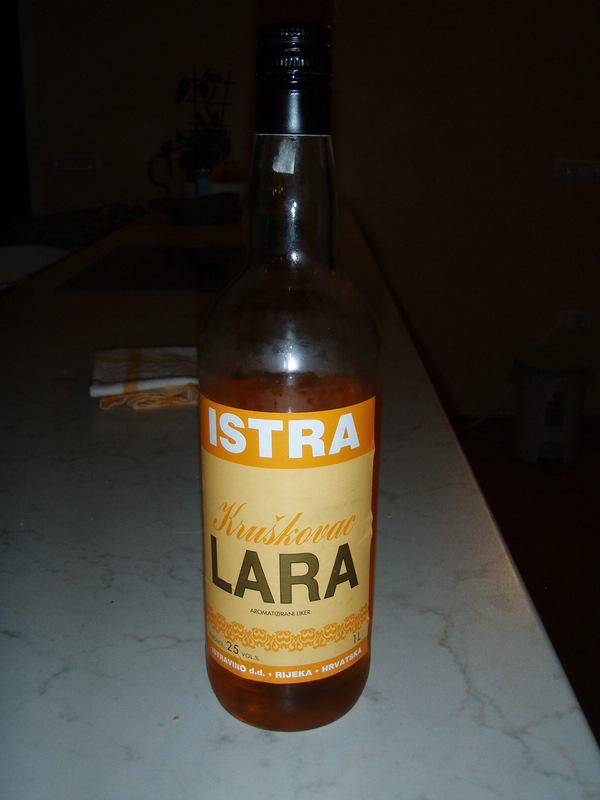 ISTRA
Kruškovac
LARA
AROMATIZIRANI LIKER
25 VOL.%
1L
ISTRAVINO d.d. • RIJEKA • HRVATSKA